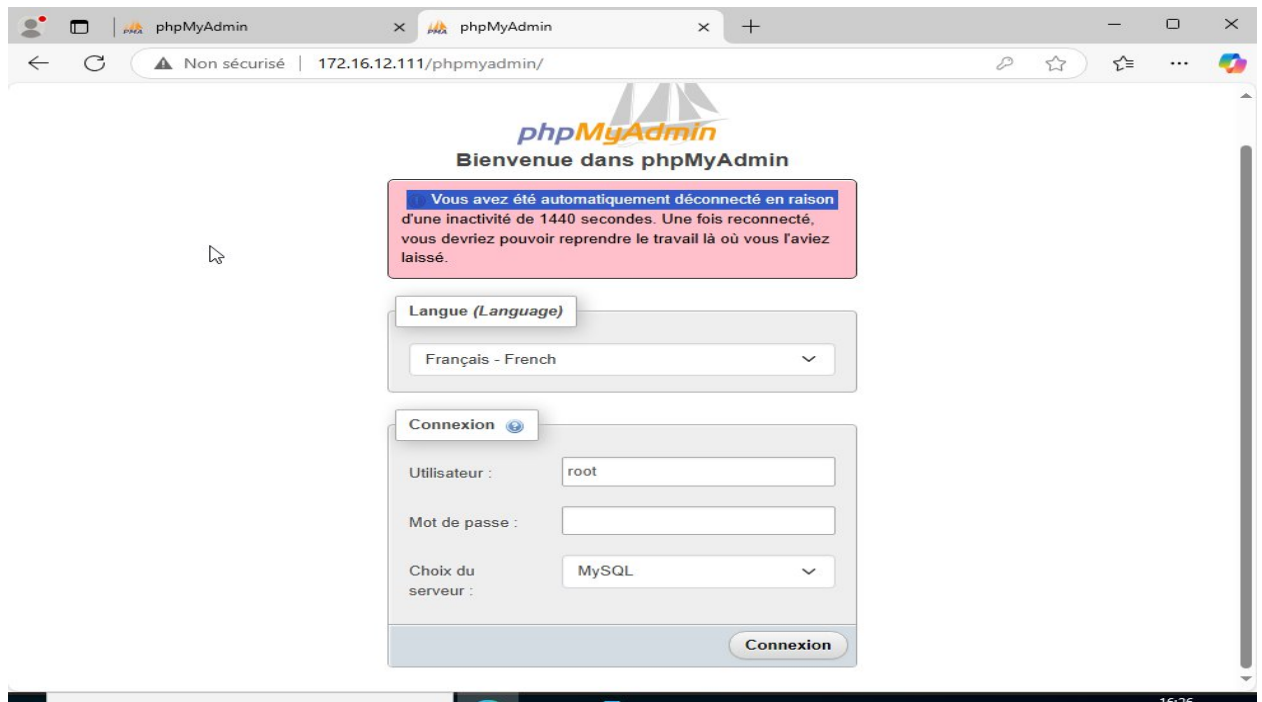 PMA phpMyAdmin
PMA phpMyAdmin
Non sécurisé 172.16.12.111/phpmyadmin/
phpMyAdmin
Bienvenue dans phpMyAdmin
Vous avez été automatiquement déconnecté en raison
d'une inactivité de 1440 secondes. Une fois reconnecté,
vous devriez pouvoir reprendre le travail là où vous l'aviez
laissé.
Langue (Language)
Français - French
Connexion
Utilisateur : root
Mot de passe :
Choix du MySQL
serveur :
Connexion